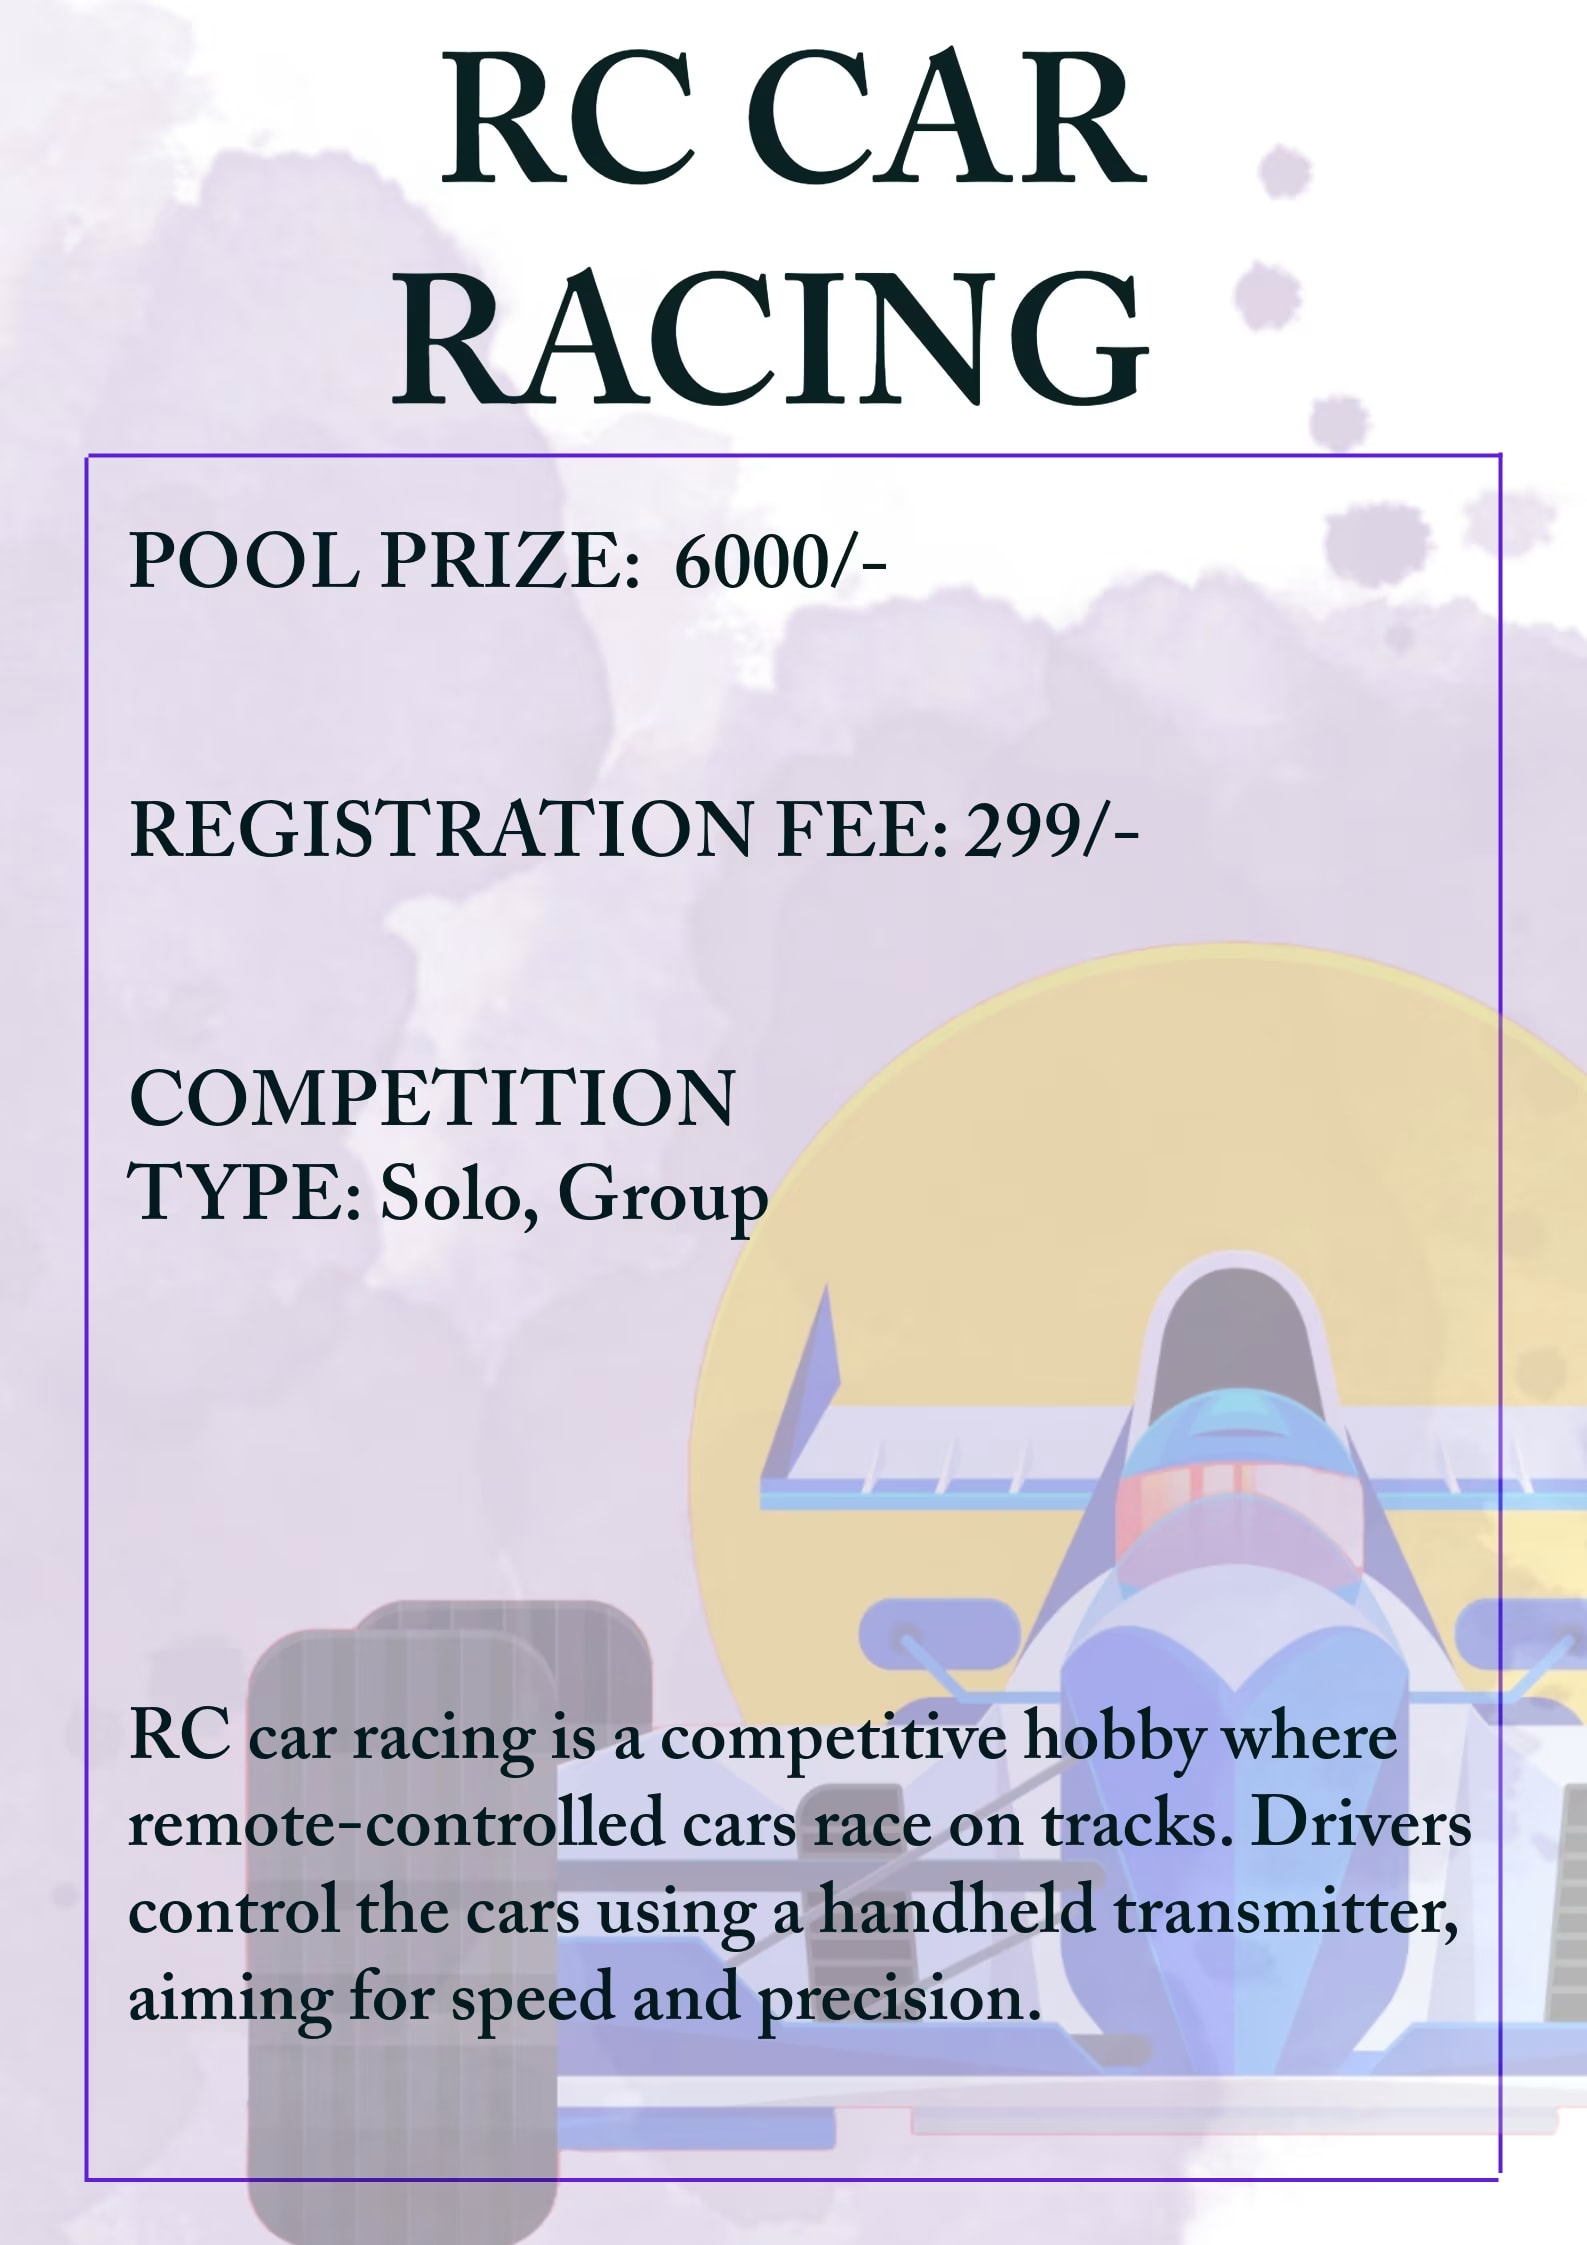 RC CAR
RACING
POOL PRIZE:  6000/-
REGISTRATION FEE: 299/-
COMPETITION
TYPE: Solo, Group
RC car racing is a competitive hobby where
remote-controlled cars race on tracks. Drivers
control the cars using a handheld transmitter,
aiming for speed and precision.